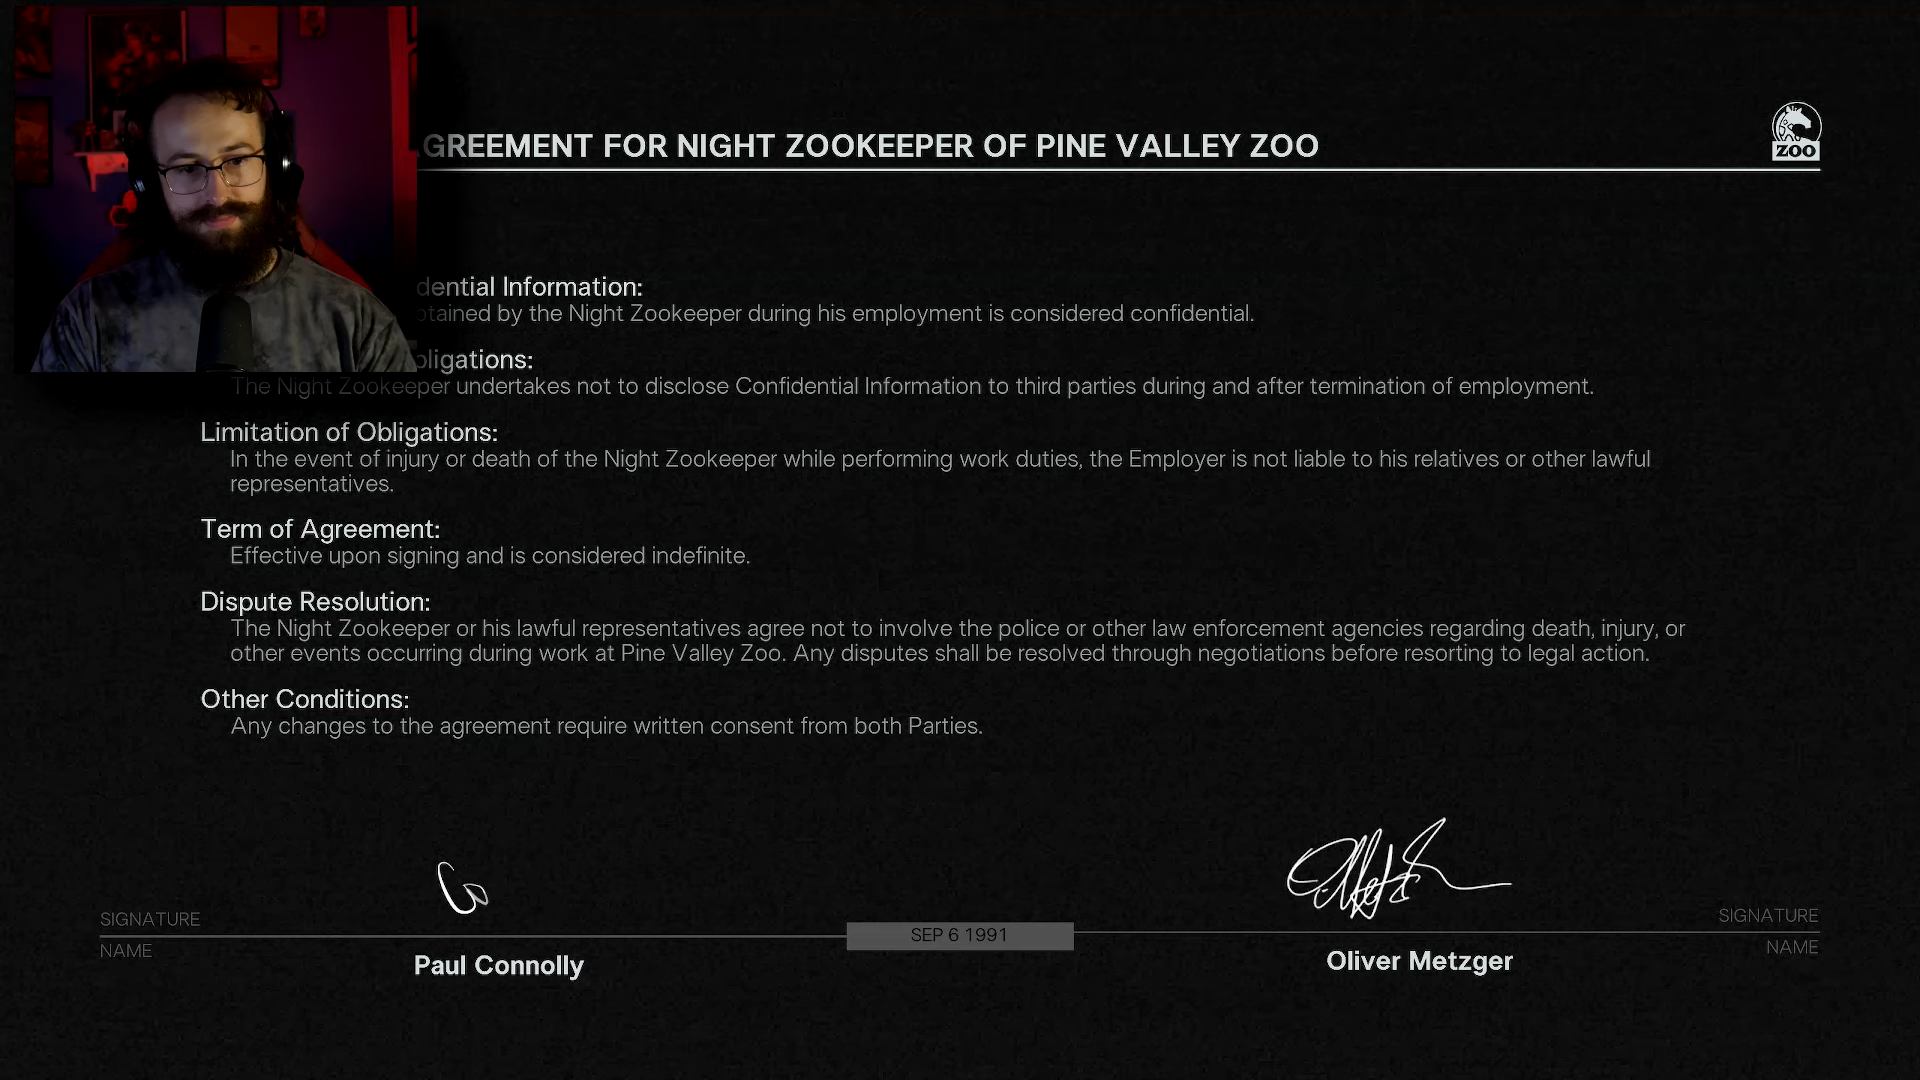 GREEMENT FOR NIGHT ZOOKEEPER OF PINE VALLEY ZOO
ZOO
dential Information:
tained by the Night Zookeeper during his employment is considered confidential.
ligations:
The Night Zookeeper undertakes not to disclose Confidential Information to third parties during and after termination of employment.
Limitation of Obligations:
In the event of injury or death of the Night Zookeeper while performing work duties, the Employer is not liable to his relatives or other lawful
representatives.
Term of Agreement:
Effective upon signing and is considered indefinite.
Dispute Resolution:
The Night Zookeeper or his lawful representatives agree not to involve the police or other law enforcement agencies regarding death, injury, or
other events occurring during work at Pine Valley Zoo. Any disputes shall be resolved through negotiations before resorting to legal action.
Other Conditions:
Any changes to the agreement require written consent from both Parties.
SIGNATURE
NAME
Paul Connolly
SEP 6 1991
SIGNATURE
NAME
Oliver Metzger